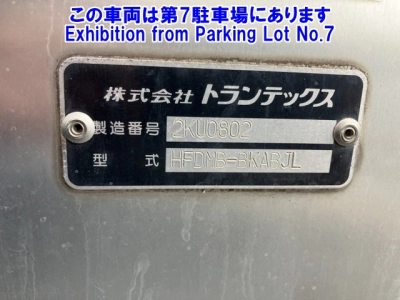 この車両は第7駐車場にあります
Exhibition from Parking Lot No.7
株式会社 トランテックス
製造番号 2KU0802
型式 HFDMB=BKABJL